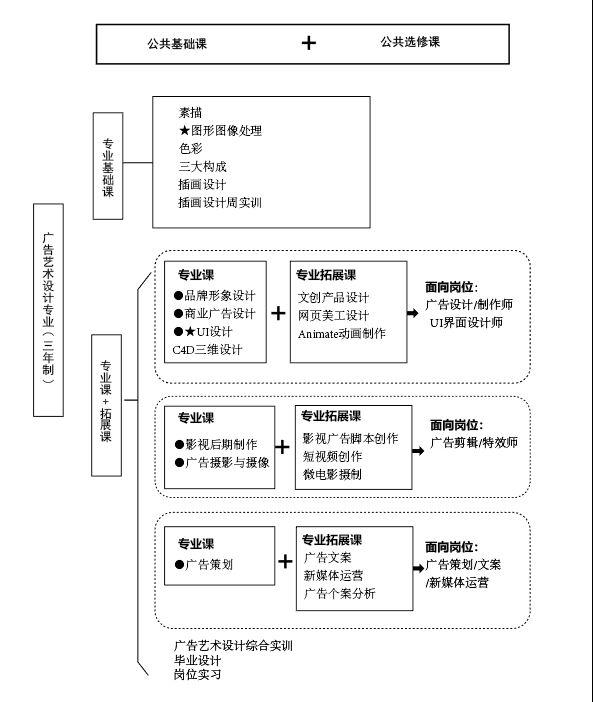 公共基础课 + 公共选修课
专业基础课
素描
★图形图像处理
色彩
三大构成
插画设计
插画设计周实训
广告艺术设计专业（三年制）
专业课+拓展课
专业课
●品牌形象设计
●商业广告设计
●★UI设计
C4D三维设计
+
专业拓展课
文创产品设计
网页美工设计
Animate动画制作
面向岗位：
广告设计/制作师
UI界面设计师
专业课
●影视后期制作
●广告摄影与摄像
+
专业拓展课
影视广告脚本创作
短视频创作
微电影摄制
面向岗位：
广告剪辑/特效师
专业课
●广告策划
+
专业拓展课
广告文案
新媒体运营
广告个案分析
面向岗位：
广告策划/文案
/新媒体运营
广告艺术设计综合实训
毕业设计
岗位实习